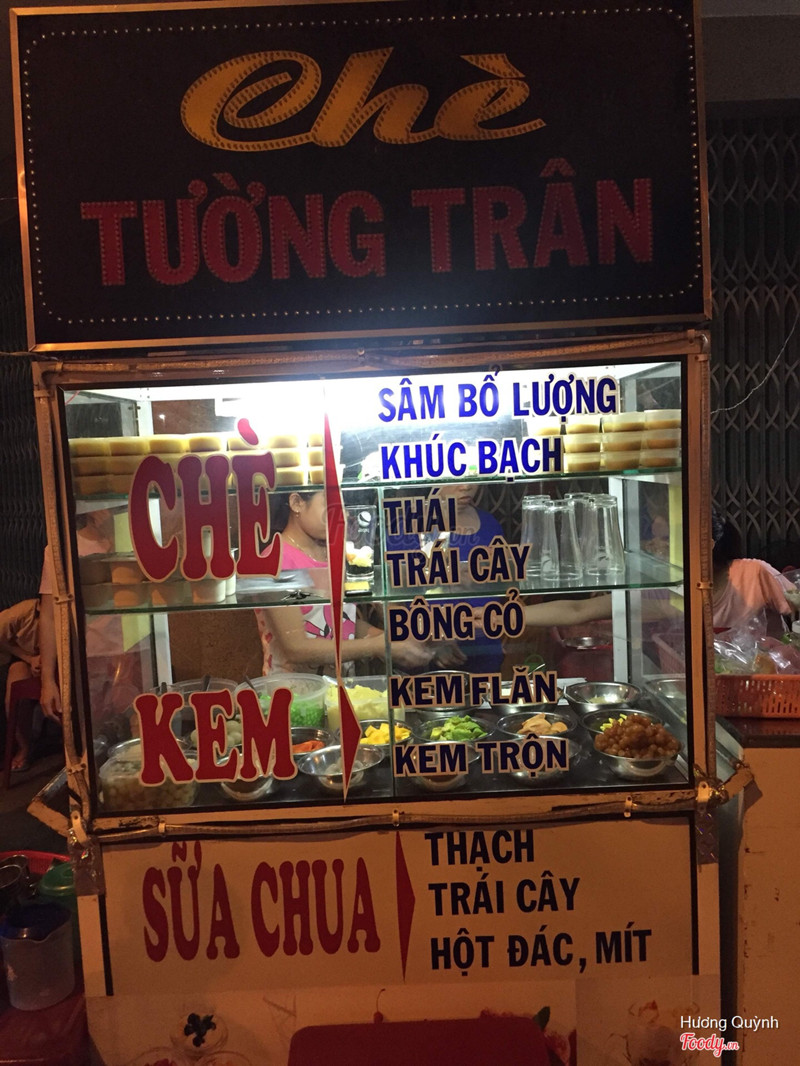 Chè
TƯỜNG TRÂN
CHÈ
SÂM BỔ LƯỢNG
KHÚC BẠCH
THÁI
TRÁI CÂY
BÔNG CỎ
KEM
KEM FLĂN
KEM TRỘN
SỮA CHUA
THẠCH
TRÁI CÂY
HỘT ĐÁC, MÍT
Hương Quỳnh
Foody.vn